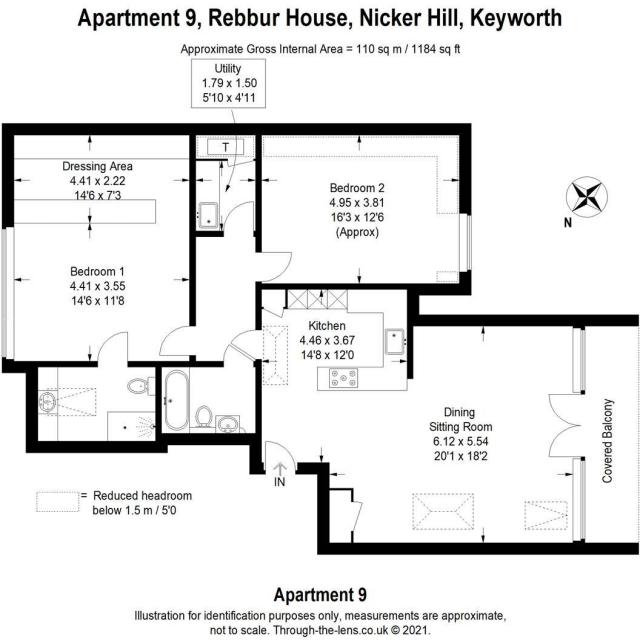 Apartment 9, Rebbur House, Nicker Hill, Keyworth
Approximate Gross Internal Area = 110 sq m / 1184 sq ft
Utility
1.79 x 1.50
5'10 x 4'11
T
Dressing Area
4.41 x 2.22
14'6 x 7'3
Bedroom 2
4.95 x 3.81
16'3 x 12'6
(Approx)
N
Bedroom 1
4.41 x 3.55
14'6 x 11'8
Kitchen
4.46 x 3.67
14'8 x 12'0
Dining
Sitting Room
6.12 x 5.54
20'1 x 18'2
Covered Balcony
IN
= Reduced headroom
below 1.5 m / 5'0
Apartment 9
Illustration for identification purposes only, measurements are approximate,
not to scale. Through-the-lens.co.uk © 2021.